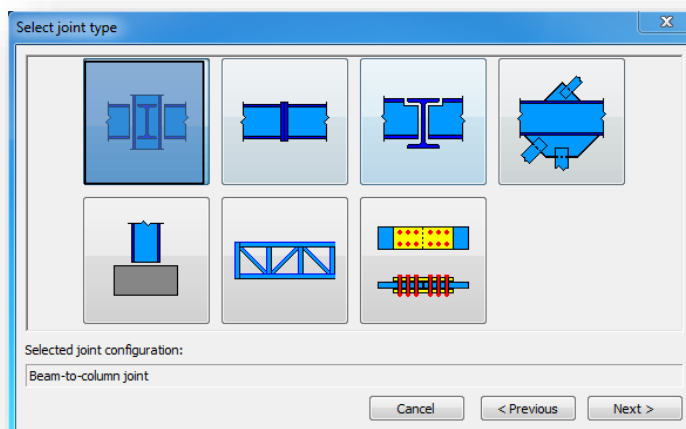 Select joint type
Selected joint configuration:
Beam-to-column joint
Cancel
< Previous
Next >